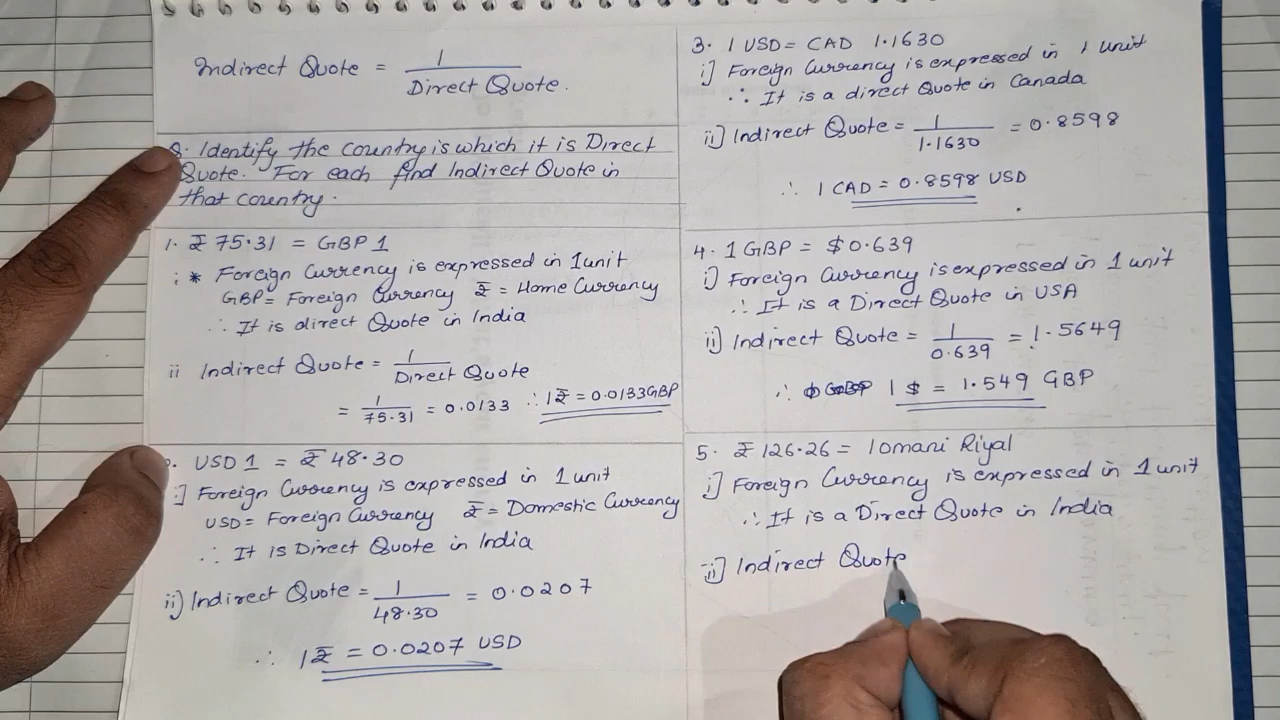 Indirect Quote = 1
Direct Quote.
Q. Identify the country is which it is Direct
Quote. For each find Indirect Quote in
that country.
1. ₹ 75.31 = GBP 1
i * Foreign Currency is expressed in 1 unit
GBP = Foreign Currency ₹ = Home Currency
∴ It is direct Quote in India
ii Indirect Quote = 1
Direct Quote
= 1 = 0.0133 ∴ 1₹ = 0.0133 GBP
75.31
USD 1 = ₹ 48.30
i] Foreign Currency is expressed in 1 unit
USD = Foreign Currency ₹ = Domestic Currency
∴ It is Direct Quote in India
ii) Indirect Quote = 1 = 0.0207
48.30
∴ 1₹ = 0.0207 USD
3. 1 USD = CAD 1.1630
i] Foreign Currency is expressed in 1 unit
∴ It is a direct Quote in Canada
ii] Indirect Quote = 1 = 0.8598
1.1630
∴ 1 CAD = 0.8598 USD
4. 1 GBP = $ 0.639
i) Foreign Currency is expressed in 1 unit
∴ It is a Direct Quote in USA
ii) Indirect Quote = 1 = 1.5649
0.639
∴ 1 $ = 1.549 GBP
5. ₹ 126.26 = 1 omani Riyal
i] Foreign Currency is expressed in 1 unit
∴ It is a Direct Quote in India
ii] Indirect Quote